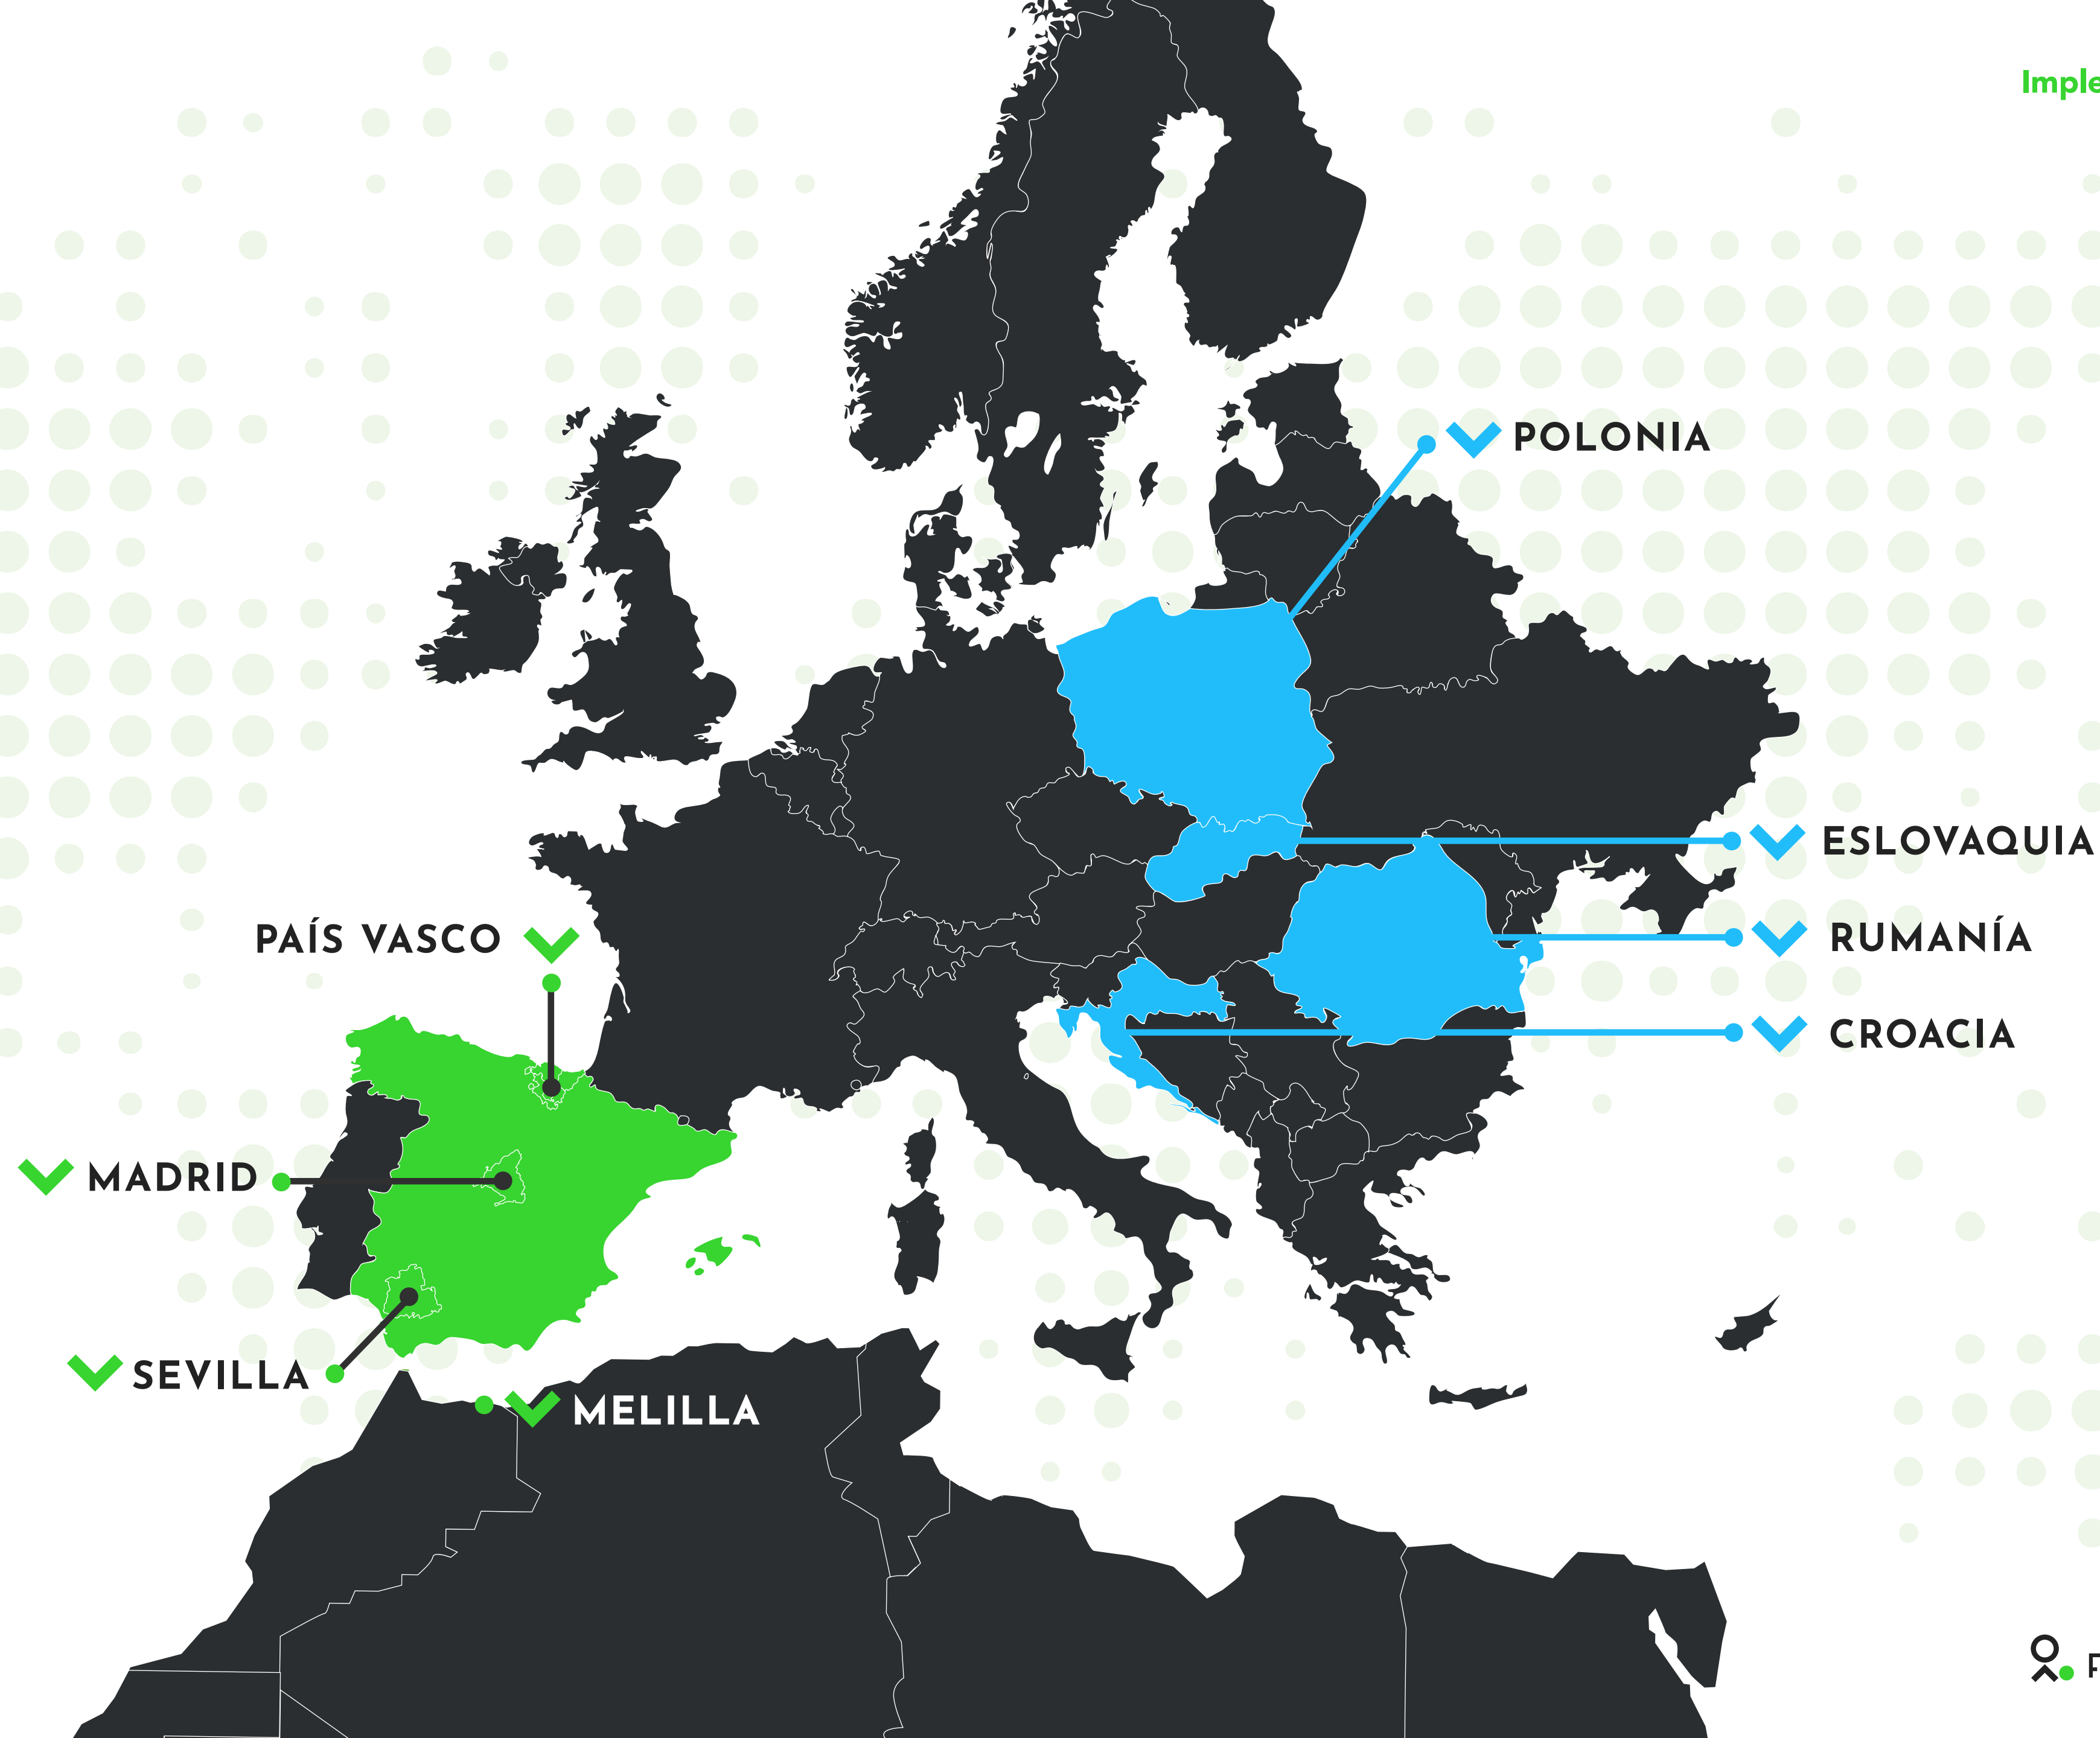 POLONIA
ESLOVAQUIA
PAÍS VASCO
RUMANÍA
CROACIA
MADRID
SEVILLA
MELILLA